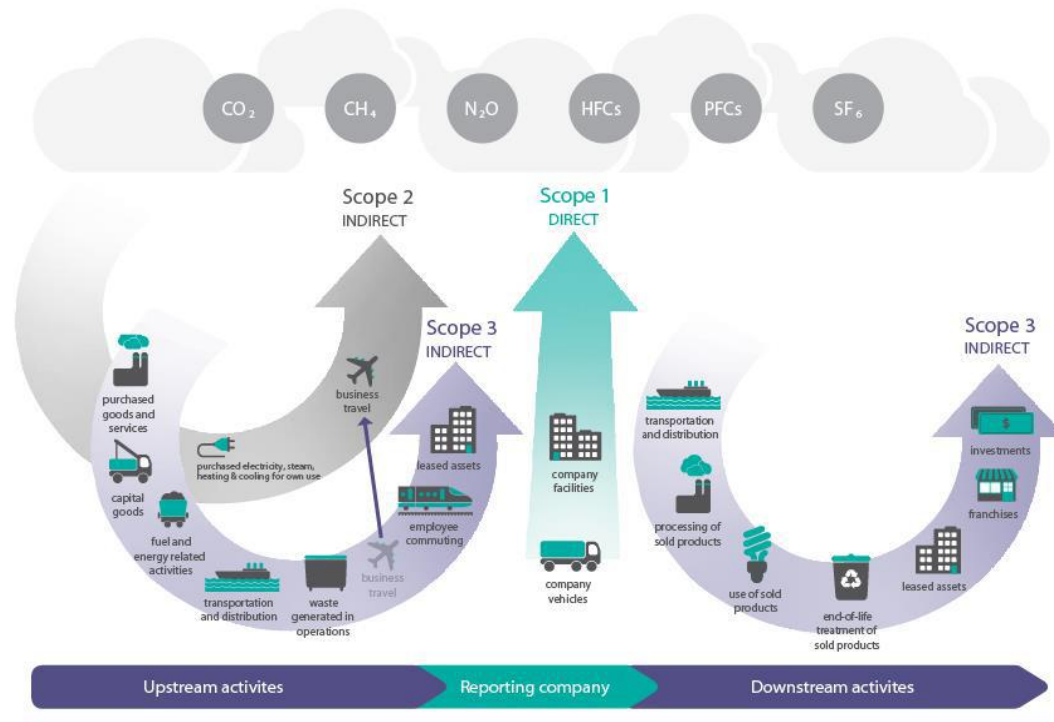 CO₂
CH₄
N₂O
HFCs
PFCs
SF₆
Scope 2
INDIRECT
Scope 1
DIRECT
Scope 3
INDIRECT
Scope 3
INDIRECT
purchased
goods and
services
capital
goods
fuel and
energy related
activities
purchased electricity, steam,
heating & cooling for own use
business
travel
transportation
and distribution
waste
generated in
operations
business
travel
employee
commuting
leased assets
company
facilities
company
vehicles
transportation
and distribution
processing of
sold products
use of sold
products
end-of-life
treatment of
sold products
leased assets
franchises
investments
$
Upstream activites
Reporting company
Downstream activites